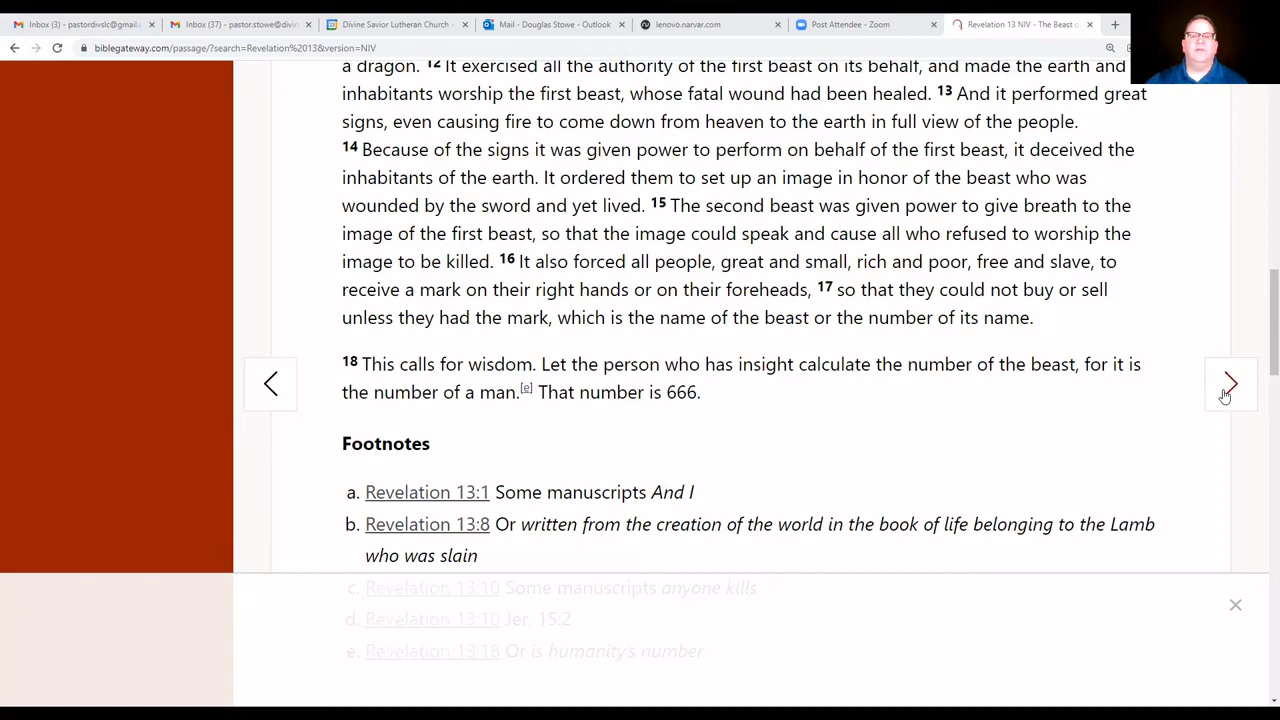 Inbox (3) - pastordivslc@gmail.
Inbox (37) - pastor.stowe@divin
Divine Savior Lutheran Church -
Mail - Douglas Stowe - Outlook
lenovo.narvar.com
Post Attendee - Zoom
Revelation 13 NIV - The Beast o
biblegateway.com/passage/?search=Revelation%2013&version=NIV
a dragon. 12 It exercised all the authority of the first beast on its behalf, and made the earth and
inhabitants worship the first beast, whose fatal wound had been healed. 13 And it performed great
signs, even causing fire to come down from heaven to the earth in full view of the people.
14 Because of the signs it was given power to perform on behalf of the first beast, it deceived the
inhabitants of the earth. It ordered them to set up an image in honor of the beast who was
wounded by the sword and yet lived. 15 The second beast was given power to give breath to the
image of the first beast, so that the image could speak and cause all who refused to worship the
image to be killed. 16 It also forced all people, great and small, rich and poor, free and slave, to
receive a mark on their right hands or on their foreheads, 17 so that they could not buy or sell
unless they had the mark, which is the name of the beast or the number of its name.
18 This calls for wisdom. Let the person who has insight calculate the number of the beast, for it is
the number of a man.[e] That number is 666.
Footnotes
a. Revelation 13:1 Some manuscripts And I
b. Revelation 13:8 Or written from the creation of the world in the book of life belonging to the Lamb
who was slain
c. Revelation 13:10 Some manuscripts anyone kills
d. Revelation 13:10 Jer. 15:2
e. Revelation 13:18 Or is humanity's number